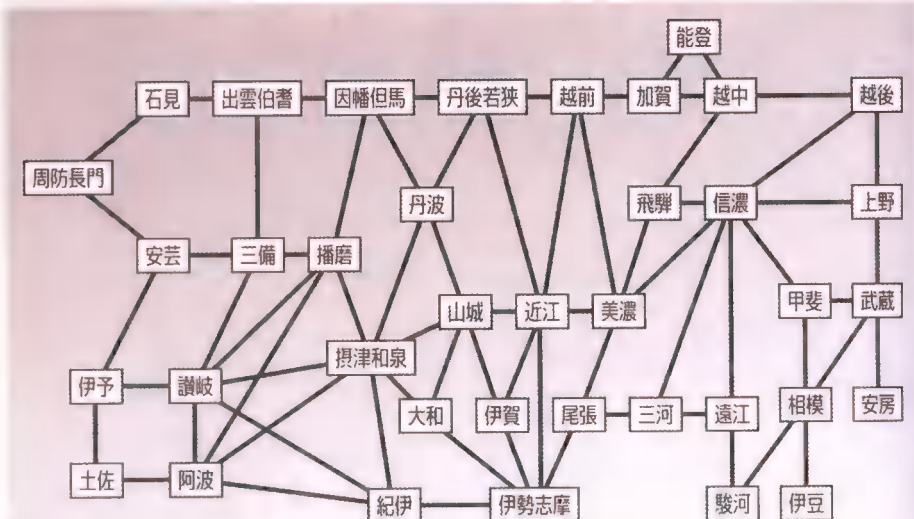 能登
石見
出雲伯耆
因幡但馬
丹後若狭
越前
加賀
越中
越後
周防長門
丹波
飛騨
信濃
上野
安芸
三備
播磨
山城
近江
美濃
甲斐
武蔵
摂津和泉
伊予
讃岐
大和
伊賀
尾張
三河
遠江
相模
安房
土佐
阿波
紀伊
伊勢志摩
駿河
伊豆